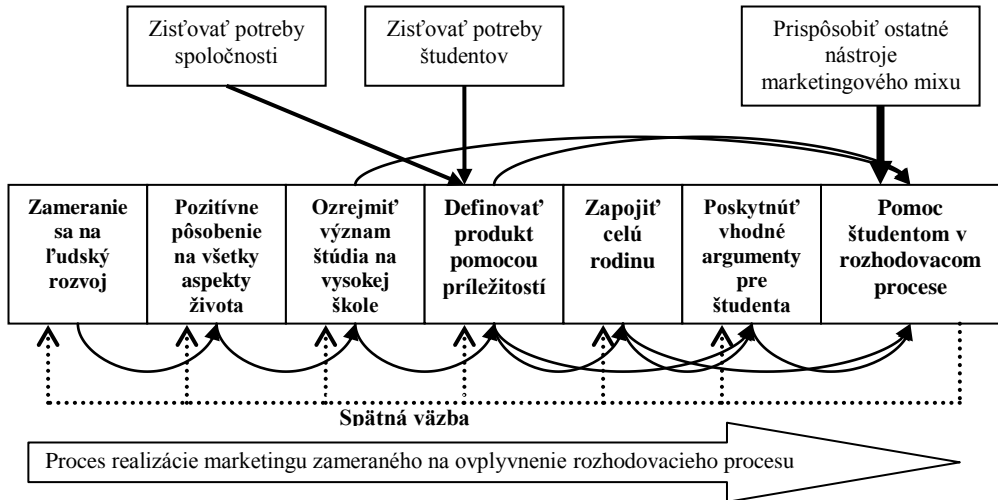 Zisťovať potreby
spoločnosti
Zisťovať potreby
študentov
Prispôsobiť ostatné
nástroje
marketingového mixu
Zameranie
sa na
ľudský
rozvoj
Pozitívne
pôsobenie
na všetky
aspekty
života
Ozrejmiť
význam
štúdia na
vysokej
škole
Definovať
produkt
pomocou
príležitostí
Zapojiť
celú
rodinu
Poskytnúť
vhodné
argumenty
pre
študenta
Pomoc
študentom v
rozhodovacom
procese
Spätná väzba
Proces realizácie marketingu zameraného na ovplyvnenie rozhodovacieho procesu